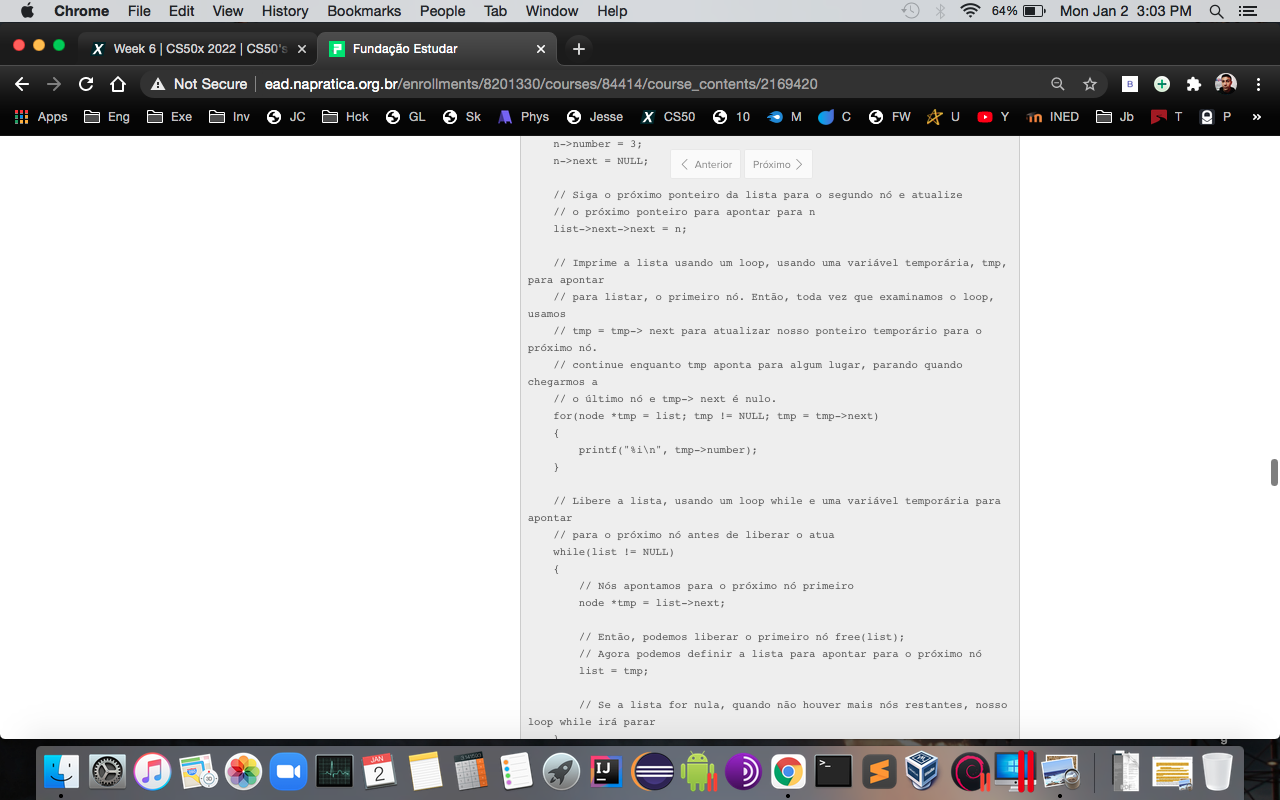 Chrome File Edit View History Bookmarks People Tab Window Help 64% Mon Jan 2 3:03 PM
Week 6 | CS50x 2022 | CS50's Fundação Estudar
Not Secure ead.napratica.org.br/enrollments/8201330/courses/84414/course_contents/2169420
Apps Eng Exe Inv JC Hck GL Sk Phys Jesse CS50 10 M C FW U Y INED Jb T P »
n->number = 3;
n->next = NULL;
Anterior Próximo
// Siga o próximo ponteiro da lista para o segundo nó e atualize
// o próximo ponteiro para apontar para n
list->next->next = n;
// Imprime a lista usando um loop, usando uma variável temporária, tmp,
para apontar
// para listar, o primeiro nó. Então, toda vez que examinamos o loop,
usamos
// tmp = tmp-> next para atualizar nosso ponteiro temporário para o
próximo nó.
// continue enquanto tmp aponta para algum lugar, parando quando
chegarmos a
// o último nó e tmp-> next é nulo.
for(node *tmp = list; tmp != NULL; tmp = tmp->next)
{
printf("%i\n", tmp->number);
}
// Libere a lista, usando um loop while e uma variável temporária para
apontar
// para o próximo nó antes de liberar o atua
while(list != NULL)
{
// Nós apontamos para o próximo nó primeiro
node *tmp = list->next;
// Então, podemos liberar o primeiro nó free(list);
// Agora podemos definir a lista para apontar para o próximo nó
list = tmp;
// Se a lista for nula, quando não houver mais nós restantes, nosso
loop while irá parar
}
JAN
2
IJ